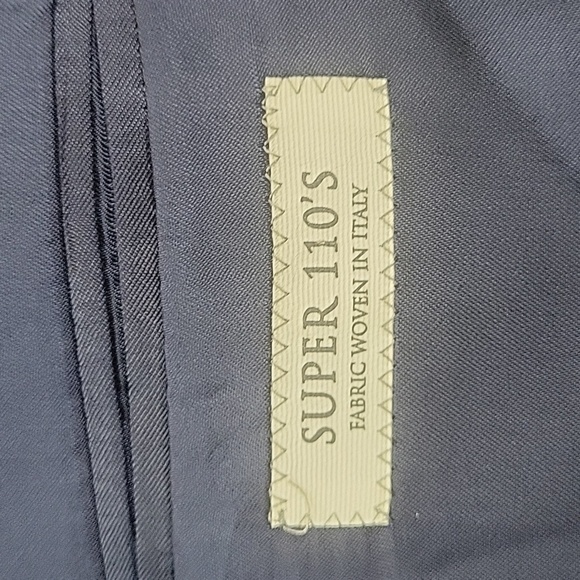 SUPER 110'S
FABRIC WOVEN IN ITALY